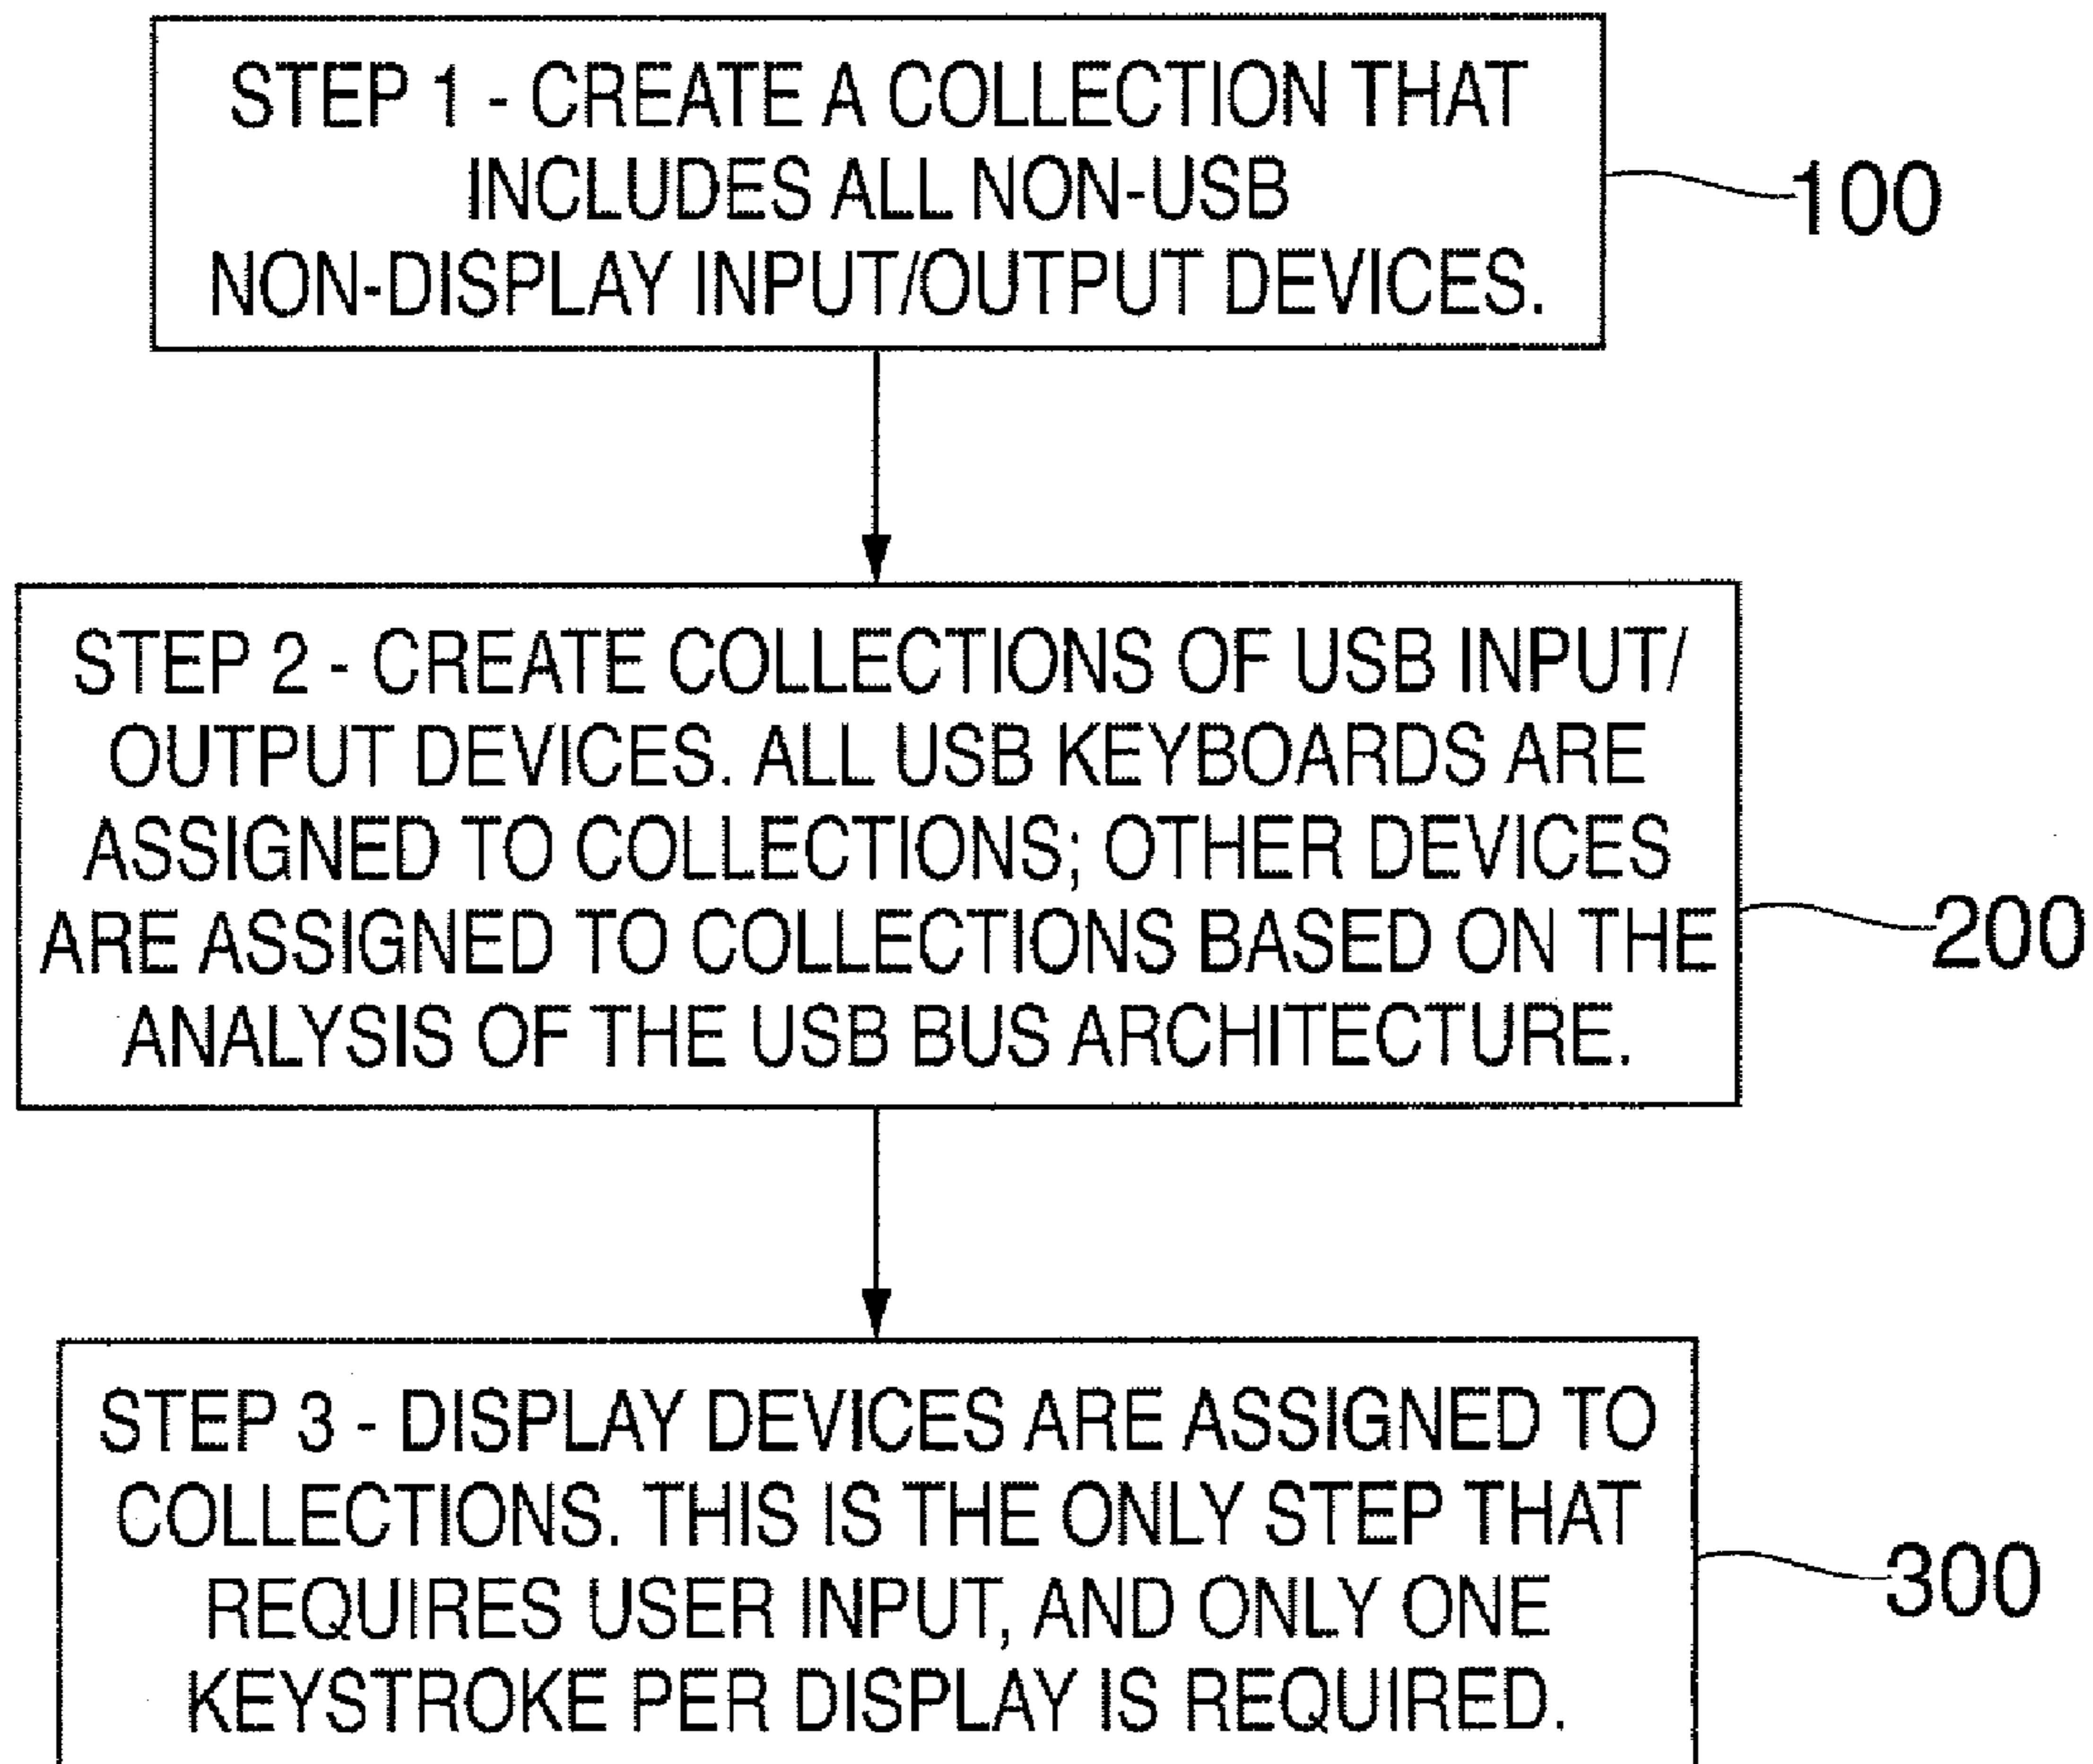 STEP 1 - CREATE A COLLECTION THAT
INCLUDES ALL NON-USB
NON-DISPLAY INPUT/OUTPUT DEVICES.
100
STEP 2 - CREATE COLLECTIONS OF USB INPUT/
OUTPUT DEVICES. ALL USB KEYBOARDS ARE
ASSIGNED TO COLLECTIONS; OTHER DEVICES
ARE ASSIGNED TO COLLECTIONS BASED ON THE
ANALYSIS OF THE USB BUS ARCHITECTURE.
200
STEP 3 - DISPLAY DEVICES ARE ASSIGNED TO
COLLECTIONS. THIS IS THE ONLY STEP THAT
REQUIRES USER INPUT, AND ONLY ONE
KEYSTROKE PER DISPLAY IS REQUIRED.
300